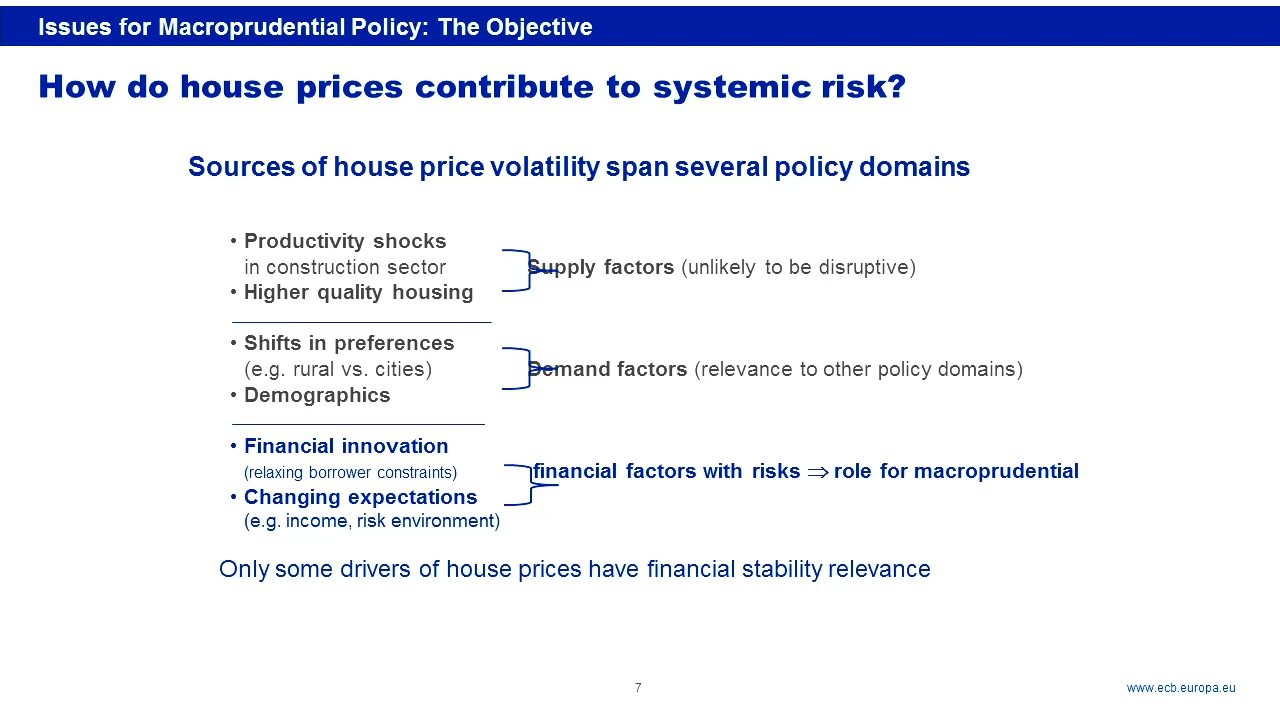 Issues for Macroprudential Policy: The Objective
How do house prices contribute to systemic risk?
Sources of house price volatility span several policy domains
• Productivity shocks
in construction sector
• Higher quality housing
Supply factors (unlikely to be disruptive)
• Shifts in preferences
(e.g. rural vs. cities)
• Demographics
Demand factors (relevance to other policy domains)
• Financial innovation
(relaxing borrower constraints)
• Changing expectations
(e.g. income, risk environment)
financial factors with risks ⇒ role for macroprudential
Only some drivers of house prices have financial stability relevance
7
www.ecb.europa.eu